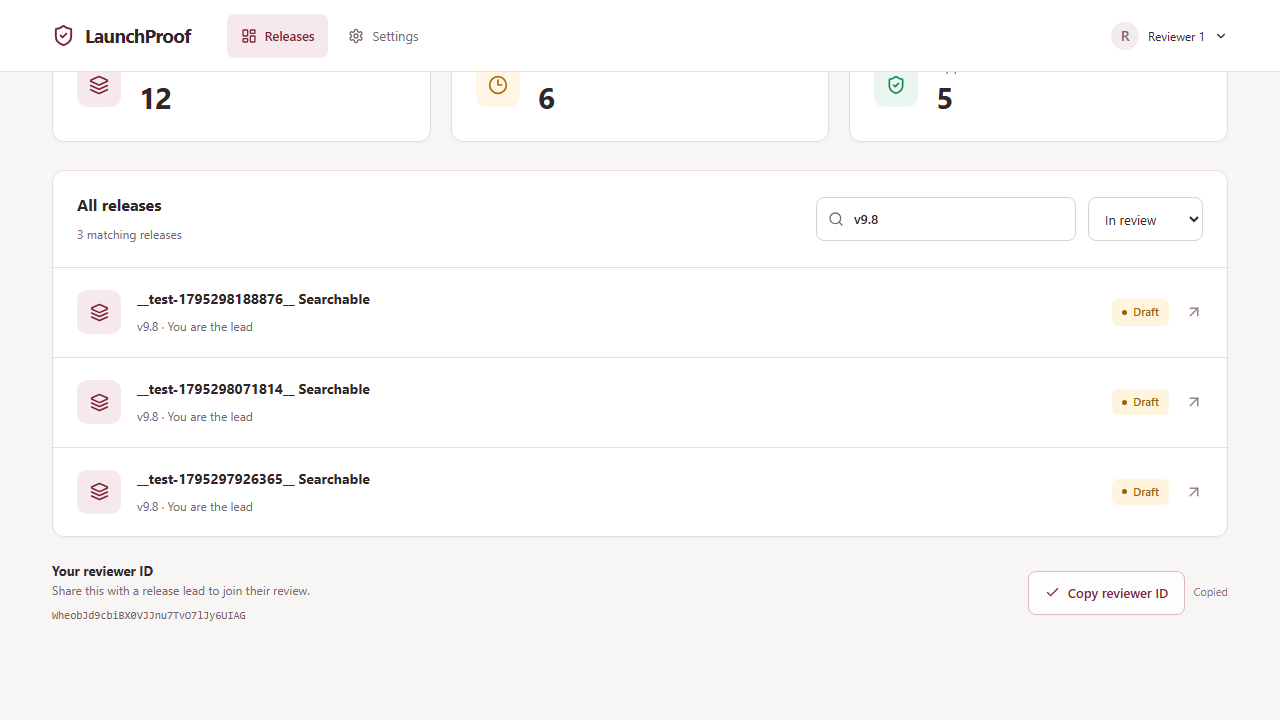 LaunchProof
Releases
Settings
R
Reviewer 1
12
6
5
All releases
3 matching releases
v9.8
In review
__test-1795298188876__ Searchable
v9.8 · You are the lead
Draft
__test-1795298071814__ Searchable
v9.8 · You are the lead
Draft
__test-1795297926365__ Searchable
v9.8 · You are the lead
Draft
Your reviewer ID
Share this with a release lead to join their review.
WheobJd9cbiBX0VJJnu7TvO7lJy6UIAG
Copy reviewer ID
Copied